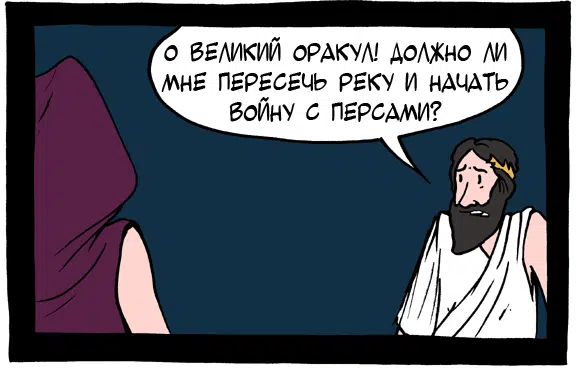 О ВЕЛИКИЙ ОРАКУЛ! ДОЛЖНО ЛИ
МНЕ ПЕРЕСЕЧЬ РЕКУ И НАЧАТЬ
ВОЙНУ С ПЕРСАМИ?